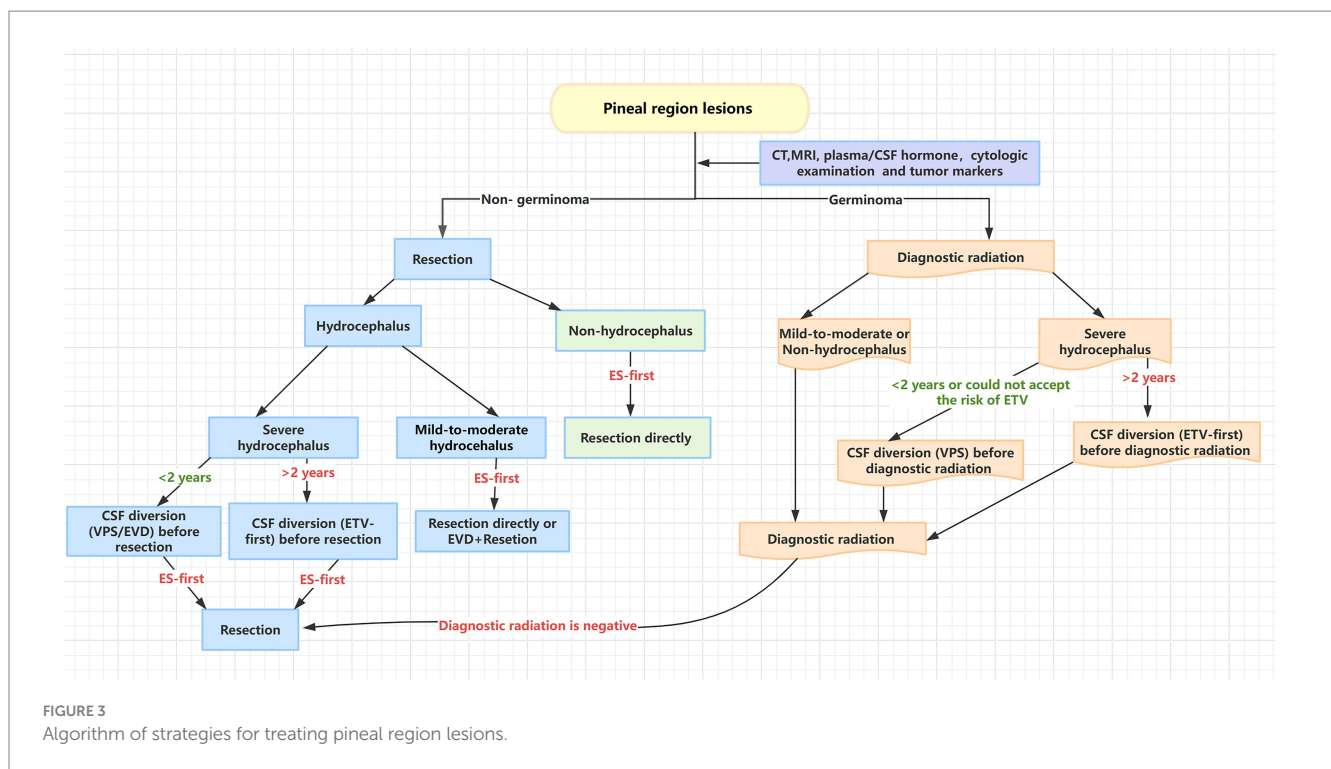 Pineal region lesions
CT,MRI, plasma/CSF hormone, cytologic
examination and tumor markers
Non- germinoma
Germinoma
Resection
Diagnostic radiation
Hydrocephalus
Non-hydrocephalus
Mild-to-moderate or
Non-hydrocephalus
Severe
hydrocephalus
ES-first
<2 years or could not accept
the risk of ETV
>2 years
Severe
hydrocephalus
Mild-to-moderate
hydrocehalus
Resection directly
CSF diversion (VPS) before
diagnostic radiation
CSF diversion (ETV-first)
before diagnostic radiation
<2 years
>2 years
ES-first
CSF diversion
(VPS/EVD) before
resection
CSF diversion (ETV-
first) before resection
Resection directly or
EVD+Resetion
Diagnostic radiation
ES-first
ES-first
Resection
Diagnostic radiation is negative
FIGURE 3
Algorithm of strategies for treating pineal region lesions.